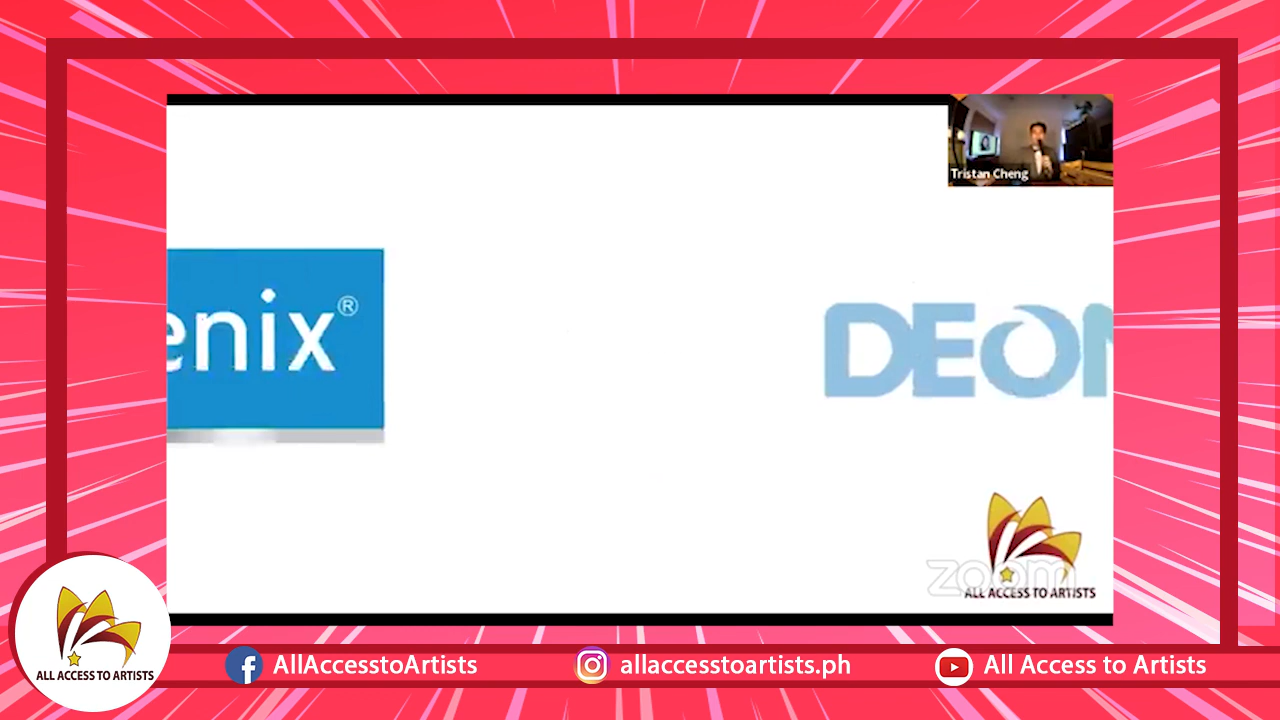 Tristan Cheng
enix®
DEON
zoom
ALL ACCESS TO ARTISTS
ALL ACCESS TO ARTISTS
AllAccesstoArtists
allaccesstoartists.ph
All Access to Artists